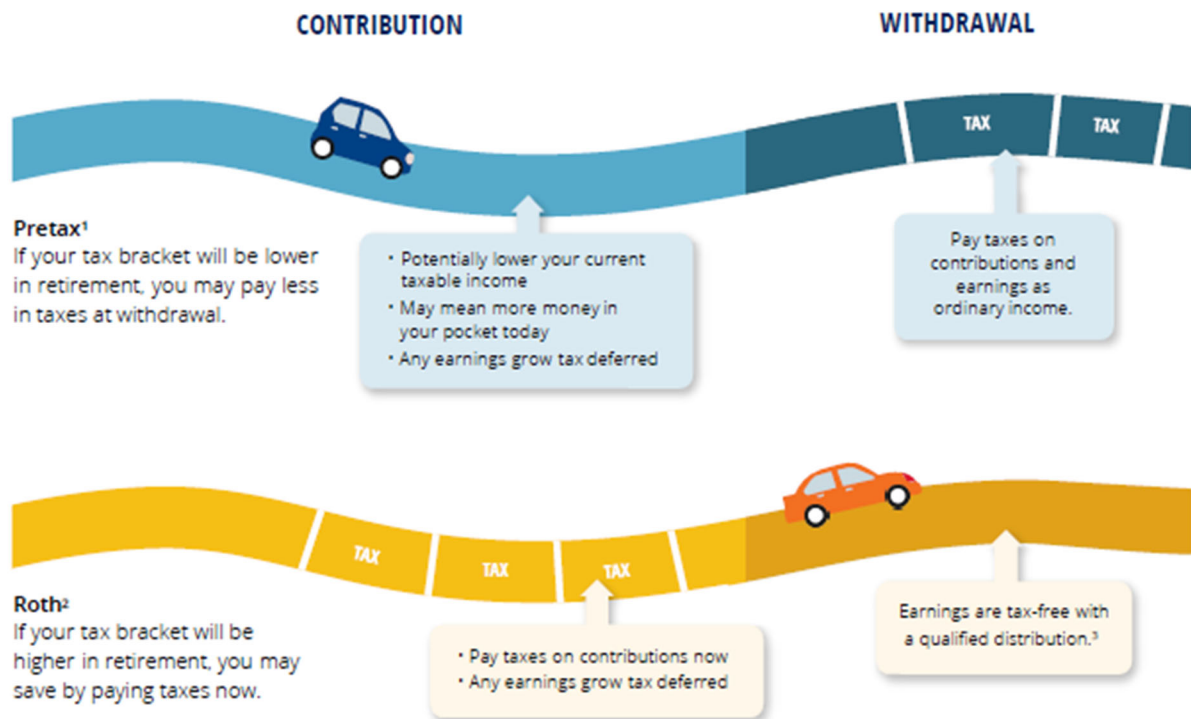 CONTRIBUTION
WITHDRAWAL
TAX
TAX
Pretax¹
If your tax bracket will be lower
in retirement, you may pay less
in taxes at withdrawal.
• Potentially lower your current
taxable income
• May mean more money in
your pocket today
• Any earnings grow tax deferred
Pay taxes on
contributions and
earnings as
ordinary income.
TAX
TAX
TAX
Roth²
If your tax bracket will be
higher in retirement, you may
save by paying taxes now.
• Pay taxes on contributions now
• Any earnings grow tax deferred
Earnings are tax-free with
a qualified distribution.³